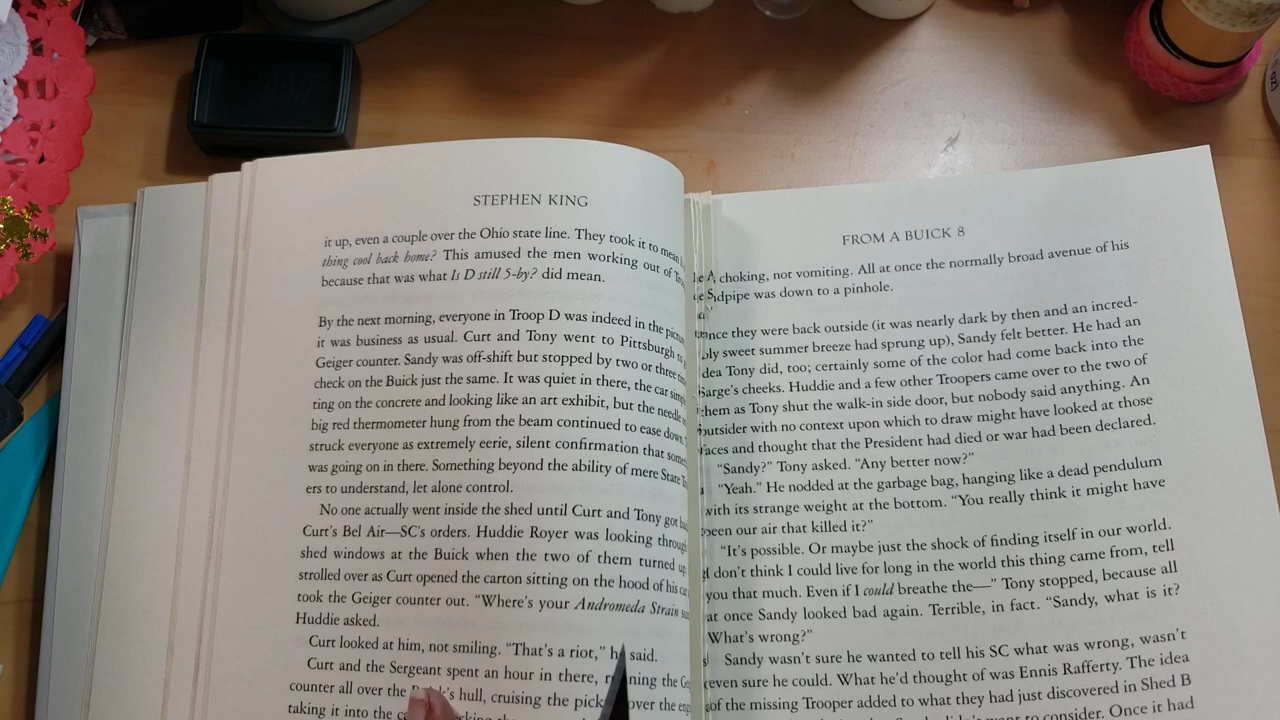 STEPHEN KING
it up, even a couple over the Ohio state line. They took it to mean
thing cool back home? This amused the men working out of
because that was what Is D still 5-by? did mean.
By the next morning, everyone in Troop D was indeed in the
it was business as usual. Curt and Tony went to Pittsburgh
Geiger counter. Sandy was off-shift but stopped by two or three
check on the Buick just the same. It was quiet in there, the car
ting on the concrete and looking like an art exhibit, but the needle
big red thermometer hung from the beam continued to ease down.
struck everyone as extremely eerie, silent confirmation that
was going on in there. Something beyond the ability of mere State
ers to understand, let alone control.
No one actually went inside the shed until Curt and Tony got
Curt's Bel Air—SC's orders. Huddie Royer was looking through
shed windows at the Buick when the two of them turned up
strolled over as Curt opened the carton sitting on the hood of his
took the Geiger counter out. "Where's your Andromeda Strain
Huddie asked.
Curt looked at him, not smiling. "That's a riot," he said.
Curt and the Sergeant spent an hour in there, the
counter all over the hull, cruising the over the
taking it into the
FROM A BUICK 8
choking, not vomiting. All at once the normally broad avenue of his
was down to a pinhole.
they were back outside (it was nearly dark by then and an incred-
sweet summer breeze had sprung up), Sandy felt better. He had an
Tony did, too; certainly some of the color had come back into the
Sarge's cheeks. Huddie and a few other Troopers came over to the two of
them as Tony shut the walk-in side door, but nobody said anything. An
outsider with no context upon which to draw might have looked at those
faces and thought that the President had died or war had been declared.
"Sandy?" Tony asked. "Any better now?"
"Yeah." He nodded at the garbage bag, hanging like a dead pendulum
with its strange weight at the bottom. "You really think it might have
been our air that killed it?"
"It's possible. Or maybe just the shock of finding itself in our world.
don't think I could live for long in the world this thing came from, tell
you that much. Even if I could breathe the—" Tony stopped, because all
at once Sandy looked bad again. Terrible, in fact. "Sandy, what is it?
What's wrong?"
Sandy wasn't sure he wanted to tell his SC what was wrong, wasn't
even sure he could. What he'd thought of was Ennis Rafferty. The idea
of the missing Trooper added to what they had just discovered in Shed B
want to consider. Once it had